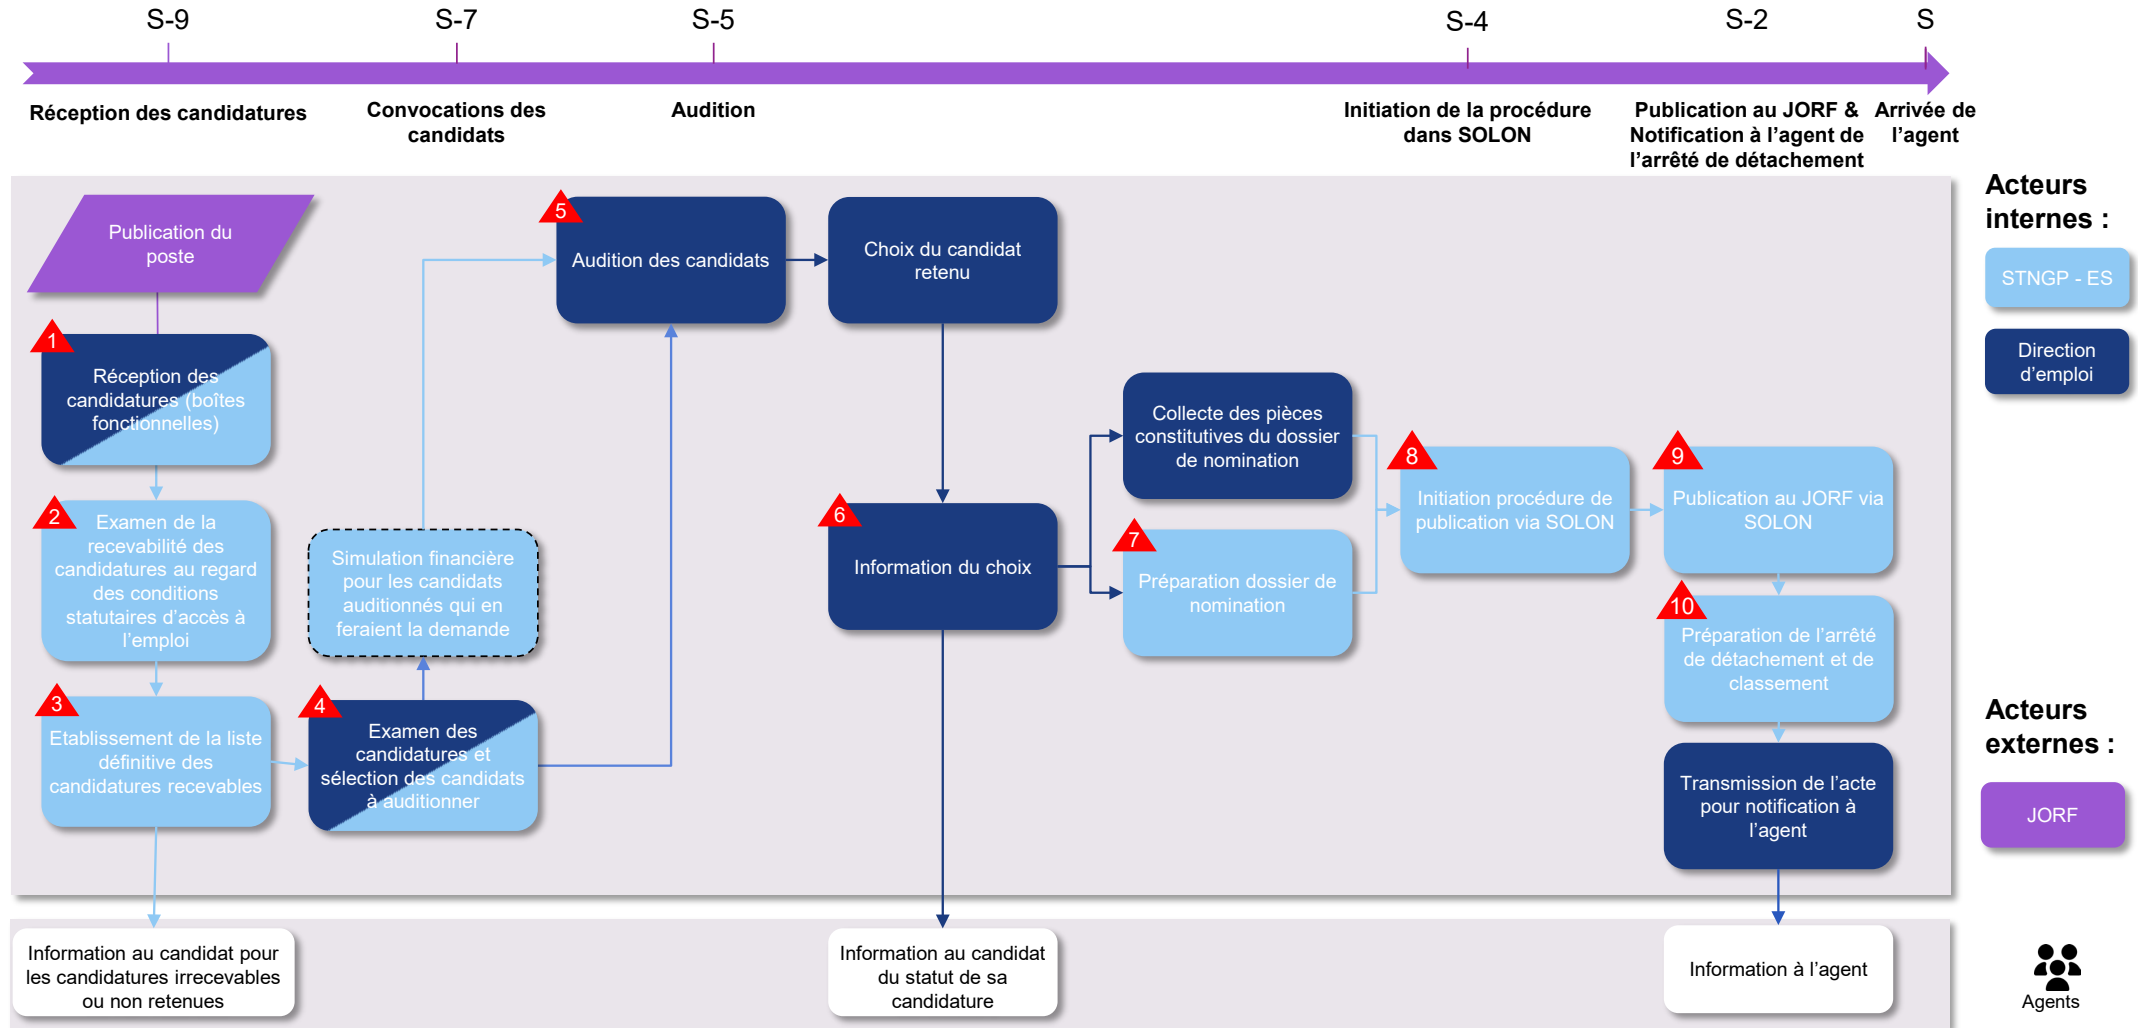 S-9
S-7
S-5
S-4
S-2
S
Réception des candidatures
Convocations des
candidats
Audition
Initiation de la procédure
dans SOLON
Publication au JORF &
Notification à l'agent de
l'arrêté de détachement
Arrivée de
l'agent
Publication du
poste
1
Réception des
candidatures (boîtes
fonctionnelles)
2
Examen de la
recevabilité des
candidatures au regard
des conditions
statutaires d'accès à
l'emploi
3
Etablissement de la liste
définitive des
candidatures recevables
Simulation financière
pour les candidats
auditionnés qui en
feraient la demande
4
Examen des
candidatures et
sélection des candidats
à auditionner
5
Audition des candidats
Choix du candidat
retenu
6
Information du choix
Collecte des pièces
constitutives du dossier
de nomination
7
Préparation dossier de
nomination
8
Initiation procédure de
publication via SOLON
9
Publication au JORF via
SOLON
10
Préparation de l'arrêté
de détachement et de
classement
Transmission de l'acte
pour notification à
l'agent
Acteurs
internes :
STNGP - ES
Direction
d'emploi
Acteurs
externes :
JORF
Information au candidat pour
les candidatures irrecevables
ou non retenues
Information au candidat
du statut de sa
candidature
Information à l'agent
Agents